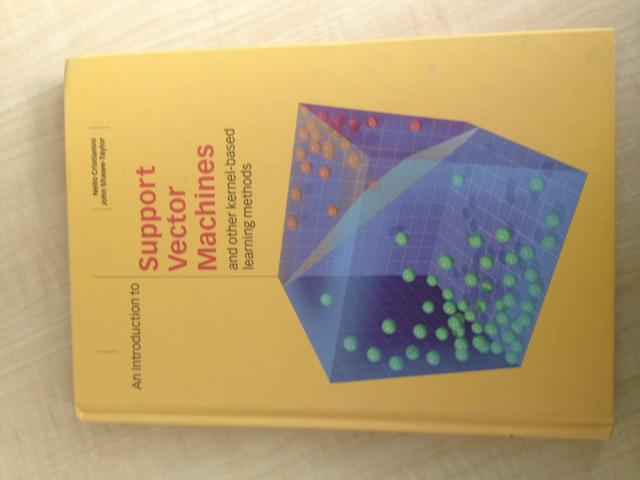 Nello Cristianini
John Shawe-Taylor
An Introduction to
Support
Vector
Machines
and other kernel-based
learning methods